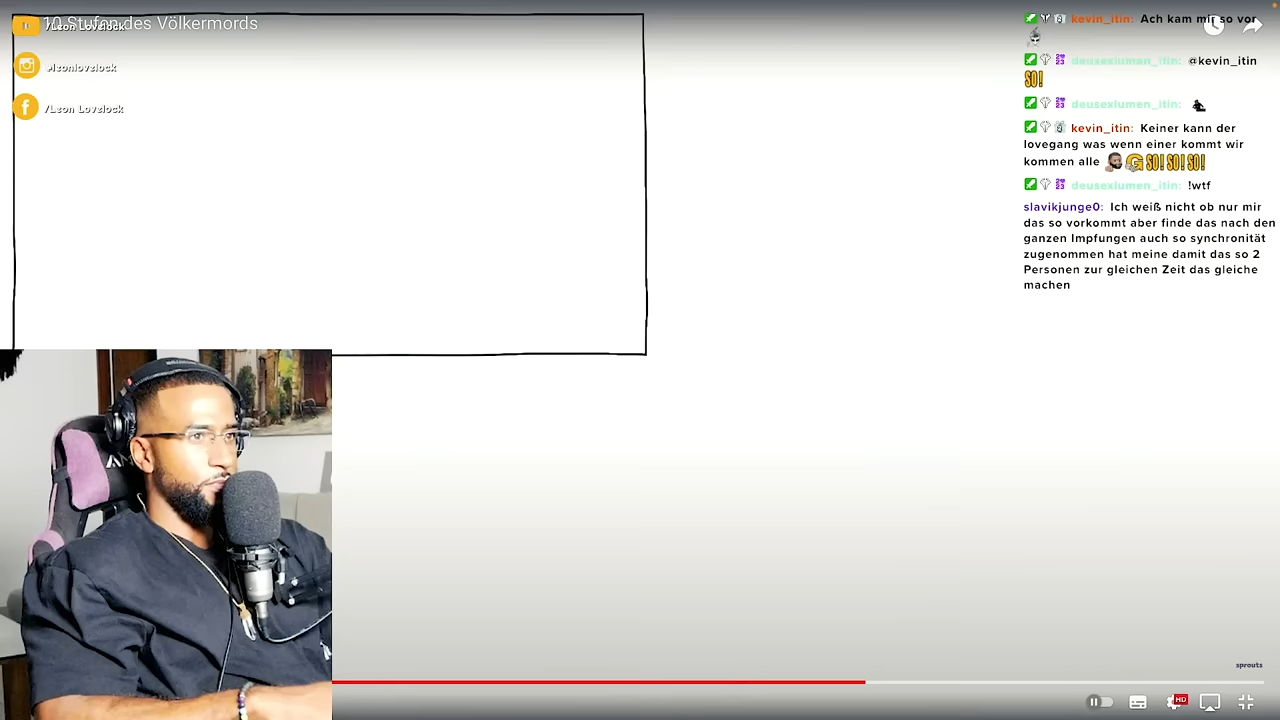 10 Stufen des Völkermords
/Leon Lovelock
leonlovelock
/Leon Lovelock
kevin_itin: Ach kam mir so vor
deusexlumen_itin: @kevin_itin
SO!
deusexlumen_itin:
kevin_itin: Keiner kann der
lovegang was wenn einer kommt wir
kommen alle G SO! SO! SO!
deusexlumen_itin: !wtf
slavikjunge0: Ich weiß nicht ob nur mir
das so vorkommt aber finde das nach den
ganzen Impfungen auch so synchronität
zugenommen hat meine damit das so 2
Personen zur gleichen Zeit das gleiche
machen
sprouts
HD